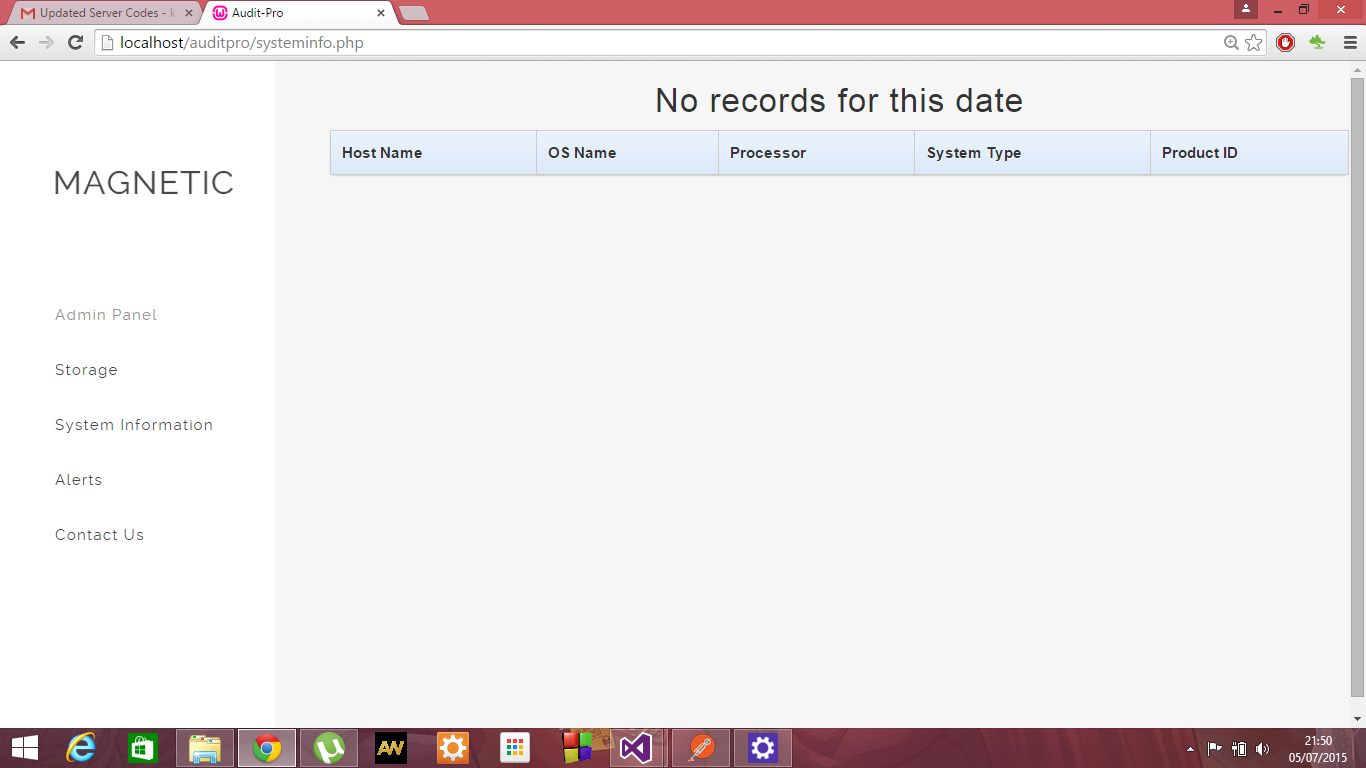 Updated Server Codes - k
Audit-Pro
localhost/auditpro/systeminfo.php
MAGNETIC
Admin Panel
Storage
System Information
Alerts
Contact Us
No records for this date
Host Name OS Name Processor System Type Product ID
AW
21:50
05/07/2015